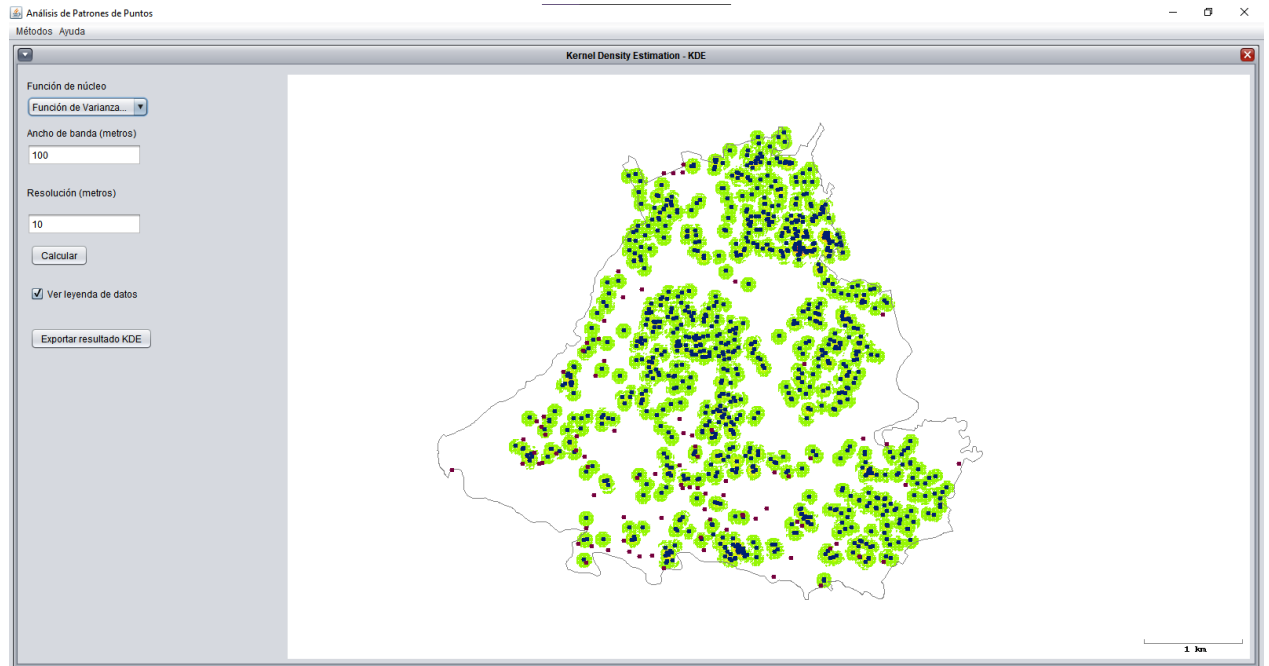 Análisis de Patrones de Puntos
Métodos Ayuda
Kernel Density Estimation - KDE
Función de núcleo
Función de Varianza...
Ancho de banda (metros)
100
Resolución (metros)
10
Calcular
Ver leyenda de datos
Exportar resultado KDE
1 km